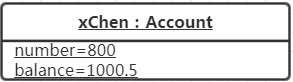 xChen : Account
number=800
balance=1000.5